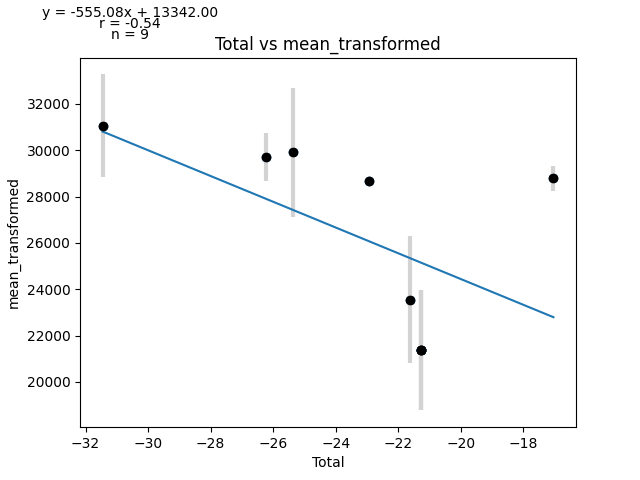 y = -555.08x + 13342.00
r = -0.54
n = 9
Total vs mean_transformed
mean_transformed
32000
30000
28000
26000
24000
22000
20000
−32 −30 −28 −26 −24 −22 −20 −18
Total